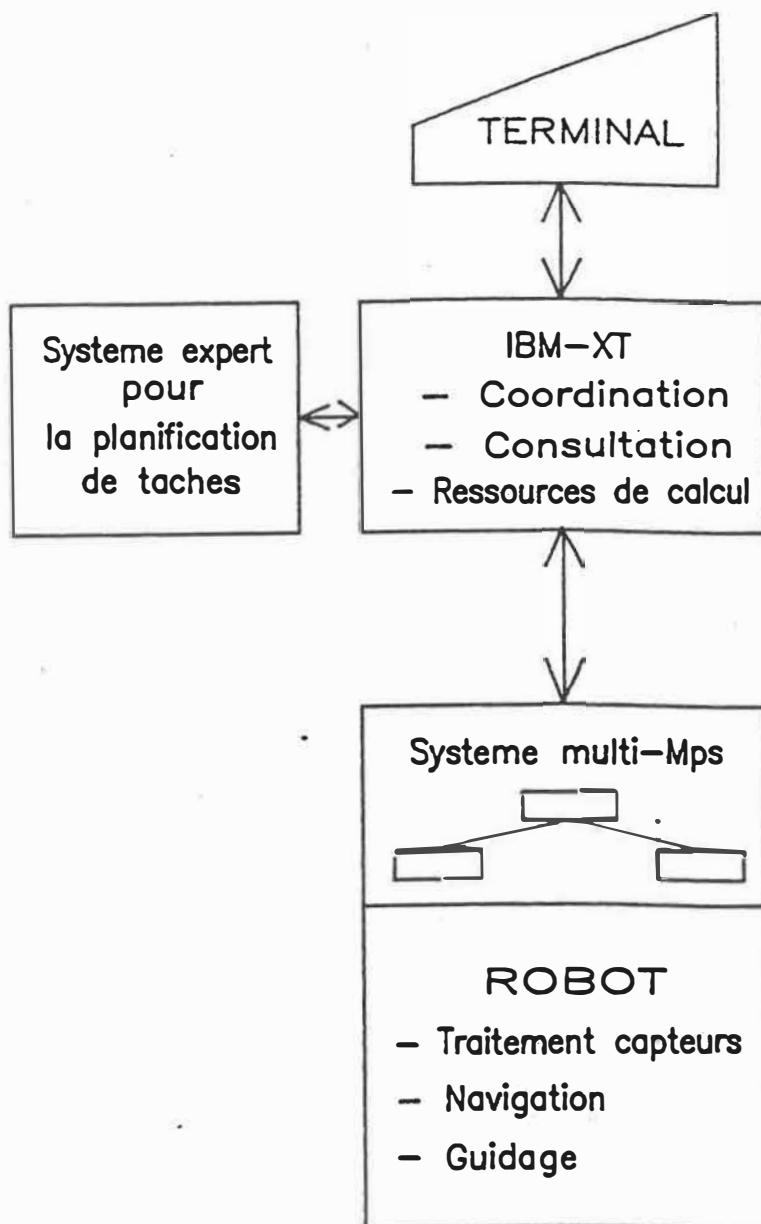 TERMINAL
Systeme expert
pour
la planification
de taches
IBM-XT
- Coordination
- Consultation
- Ressources de calcul
Systeme multi-Mps
ROBOT
- Traitement capteurs
- Navigation
- Guidage